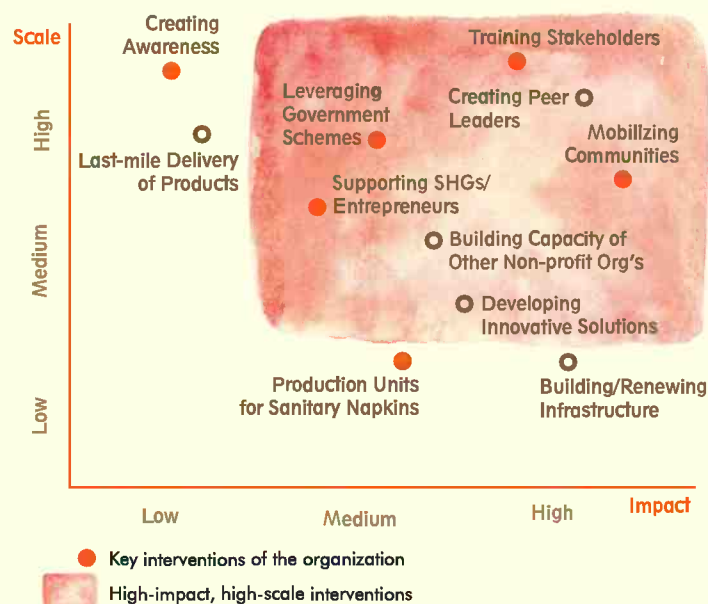 Scale
Creating
Awareness
Training Stakeholders
Leveraging
Government
Schemes
Creating Peer
Leaders
High
Mobilizing
Communities
Last-mile Delivery
of Products
Supporting SHGs/
Entrepreneurs
Medium
Building Capacity of
Other Non-profit Org's
Developing
Innovative Solutions
Low
Production Units
for Sanitary Napkins
Building/Renewing
Infrastructure
Low
Medium
High
Impact
Key interventions of the organization
High-impact, high-scale interventions